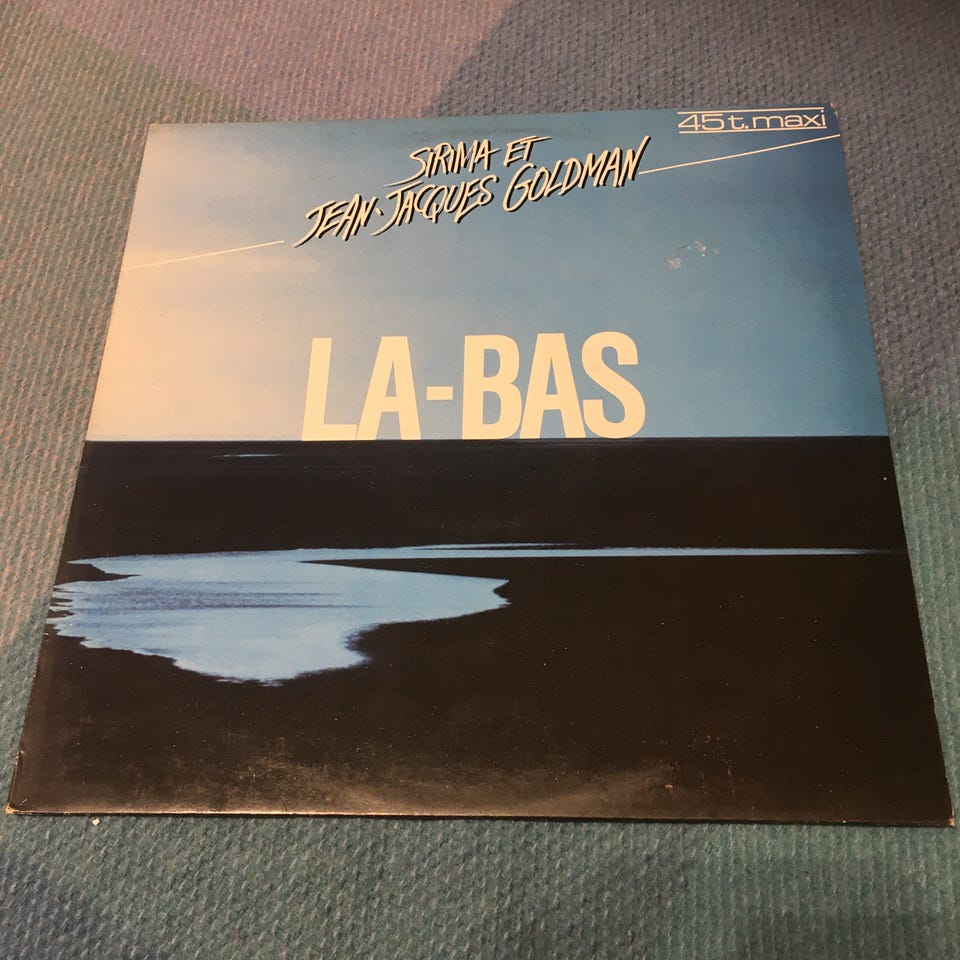 45 t. maxi
SIRIMA ET
JEAN-JACQUES GOLDMAN
LA-BAS